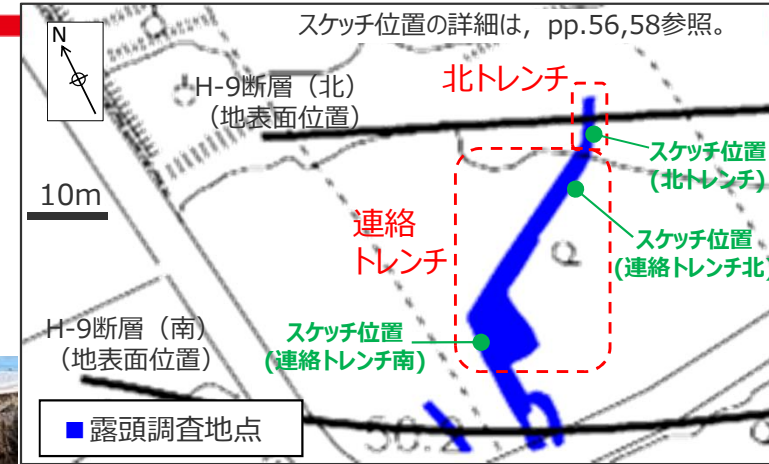 スケッチ位置の詳細は，pp.56,58参照。
N
H-9断層（北）
（地表面位置）
北トレンチ
スケッチ位置
(北トレンチ)
10m
連絡
トレンチ
スケッチ位置
(連絡トレンチ北)
H-9断層（南）
（地表面位置）
スケッチ位置
(連絡トレンチ南)
■露頭調査地点